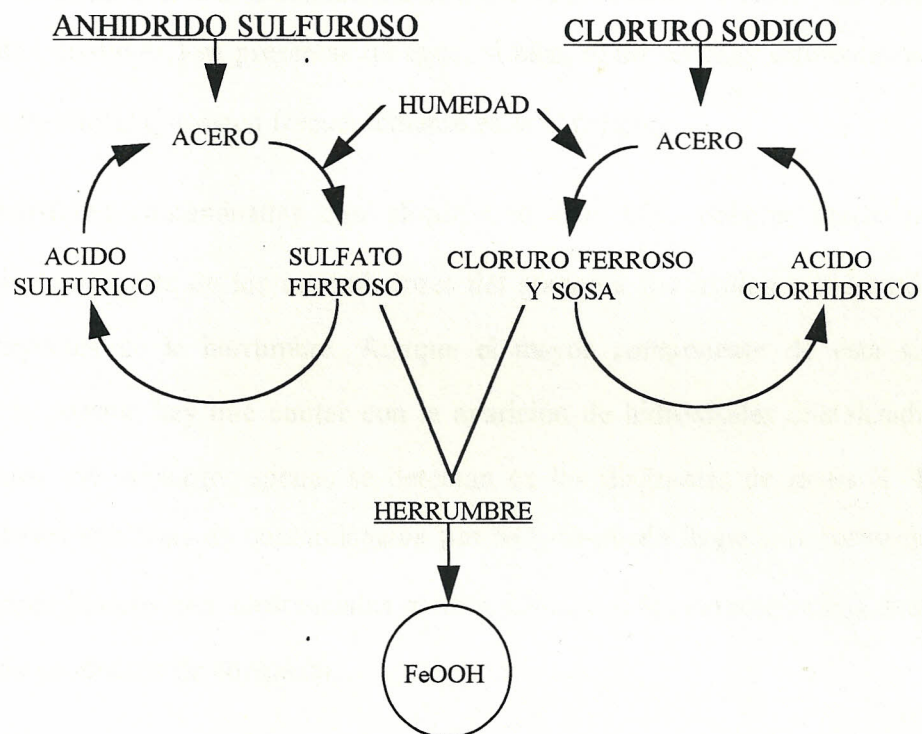 ANHIDRIDO SULFUROSO
CLORURO SODICO
HUMEDAD
ACERO
ACERO
ACIDO
SULFURICO
SULFATO
FERROSO
CLORURO FERROSO
Y SOSA
ACIDO
CLORHIDRICO
HERRUMBRE
FeOOH